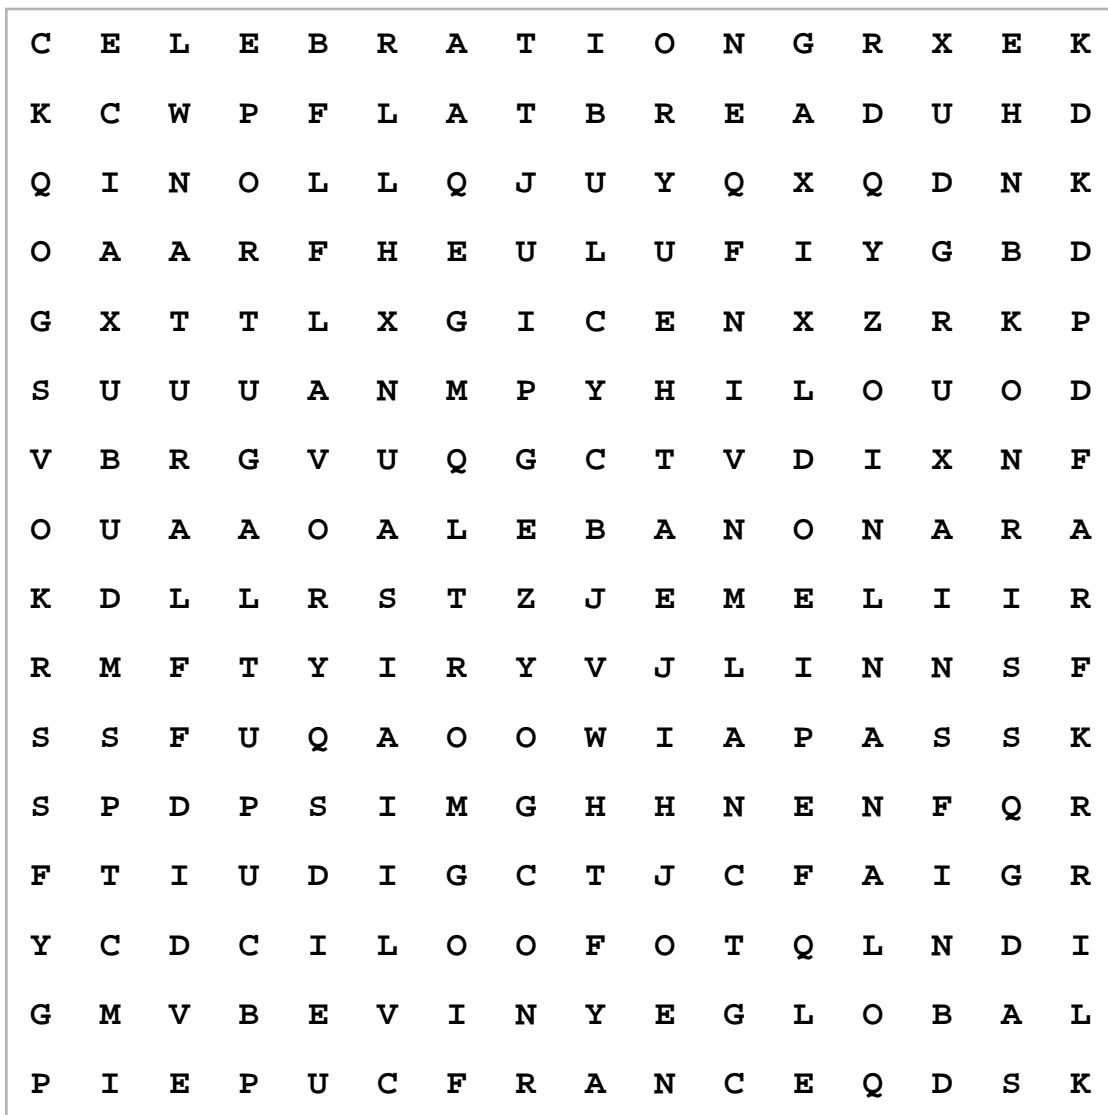 C E L E B R A T I O N G R X E K
K C W P F L A T B R E A D U H D
Q I N O L L Q J U Y Q X Q D N K
O A A R F H E U L U F I Y G B D
G X T T L X G I C E N X Z R K P
S U U U A N M P Y H I L O U O D
V B R G V U Q G C T V D I X N F
O U A A O A L E B A N O N A R A
K D L L R S T Z J E M E L I I R
R M F T Y I R Y V J L I N N S F
S S F U Q A O O W I A P A S S K
S P D P S I M G H H N E N F Q R
F T I U D I G C T J C F A I G R
Y C D C I L O O F O T Q L N D I
G M V B E V I N Y E G L O B A L
P I E P U C F R A N C E Q D S K